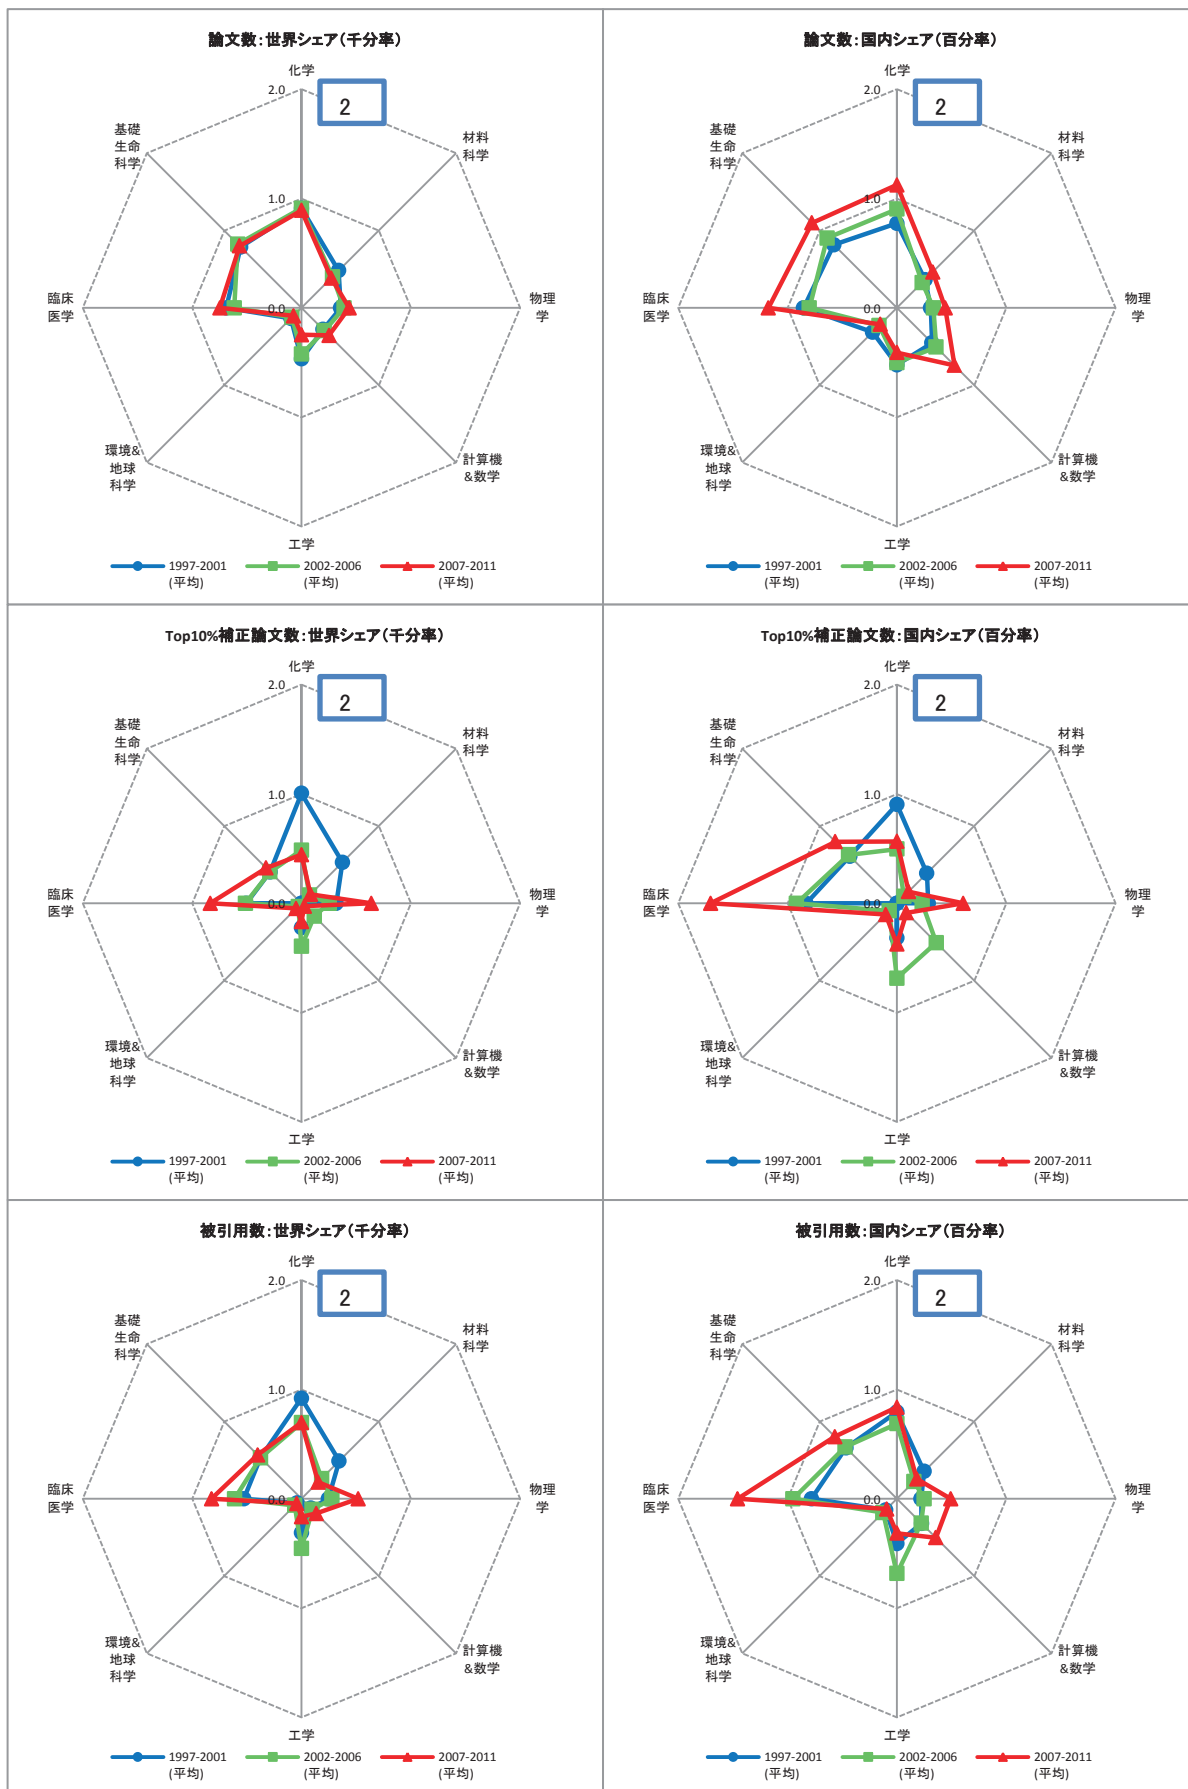 論文数：世界シェア（千分率）
化学
2.0
2
基礎
生命
科学
材料
科学
1.0
臨床
医学
0.0
物理
学
環境&
地球
科学
計算機
&数学
工学
1997-2001
(平均)
2002-2006
(平均)
2007-2011
(平均)
論文数：国内シェア（百分率）
化学
2.0
2
基礎
生命
科学
材料
科学
1.0
臨床
医学
0.0
物理
学
環境&
地球
科学
計算機
&数学
工学
1997-2001
(平均)
2002-2006
(平均)
2007-2011
(平均)
Top10%補正論文数：世界シェア（千分率）
化学
2.0
2
基礎
生命
科学
材料
科学
1.0
臨床
医学
0.0
物理
学
環境&
地球
科学
計算機
&数学
工学
1997-2001
(平均)
2002-2006
(平均)
2007-2011
(平均)
Top10%補正論文数：国内シェア（百分率）
化学
2.0
2
基礎
生命
科学
材料
科学
1.0
臨床
医学
0.0
物理
学
環境&
地球
科学
計算機
&数学
工学
1997-2001
(平均)
2002-2006
(平均)
2007-2011
(平均)
被引用数：世界シェア（千分率）
化学
2.0
2
基礎
生命
科学
材料
科学
1.0
臨床
医学
0.0
物理
学
環境&
地球
科学
計算機
&数学
工学
1997-2001
(平均)
2002-2006
(平均)
2007-2011
(平均)
被引用数：国内シェア（百分率）
化学
2.0
2
基礎
生命
科学
材料
科学
1.0
臨床
医学
0.0
物理
学
環境&
地球
科学
計算機
&数学
工学
1997-2001
(平均)
2002-2006
(平均)
2007-2011
(平均)